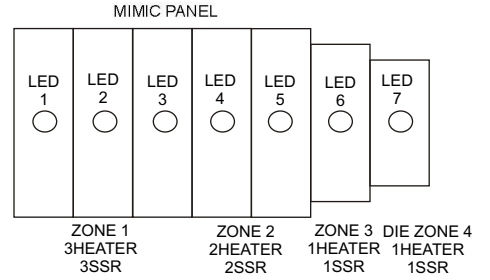 MIMIC PANEL
LED LED LED LED LED LED LED
1 2 3 4 5 6 7
ZONE 1 ZONE 2 ZONE 3 DIE ZONE 4
3HEATER 2HEATER 1HEATER 1HEATER
3SSR 2SSR 1SSR 1SSR